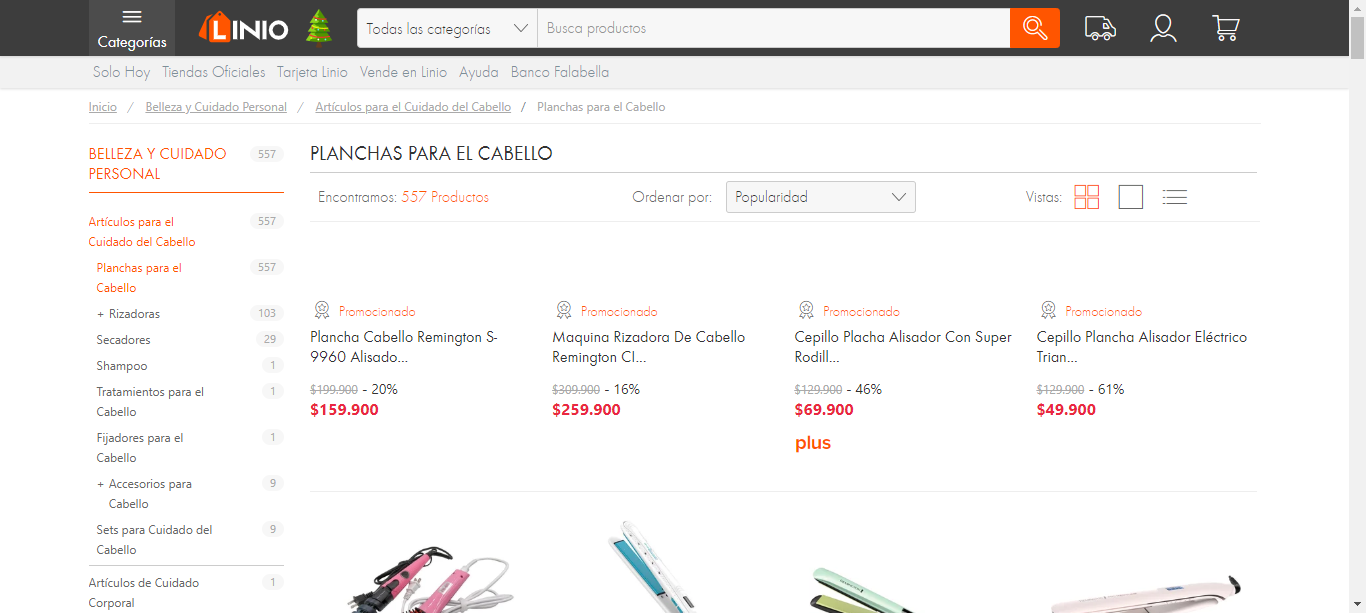 Categorías
LINIO
Todas las categorías
Busca productos
Solo Hoy Tiendas Oficiales Tarjeta Linio Vende en Linio Ayuda Banco Falabella
Inicio / Belleza y Cuidado Personal / Artículos para el Cuidado del Cabello / Planchas para el Cabello
BELLEZA Y CUIDADO 557
PERSONAL
Artículos para el 557
Cuidado del Cabello
Planchas para el 557
Cabello
+ Rizadoras 103
Secadores 29
Shampoo 1
Tratamientos para el 1
Cabello
Fijadores para el 1
Cabello
+ Accesorios para 9
Cabello
Sets para Cuidado del 9
Cabello
Artículos de Cuidado 1
Corporal
PLANCHAS PARA EL CABELLO
Encontramos: 557 Productos Ordenar por: Popularidad Vistas:
Promocionado
Plancha Cabello Remington S-
9960 Alisado...
$199.900 - 20%
$159.900
Promocionado
Maquina Rizadora De Cabello
Remington CI...
$309.900 - 16%
$259.900
Promocionado
Cepillo Placha Alisador Con Super
Rodill...
$129.900 - 46%
$69.900
plus
Promocionado
Cepillo Plancha Alisador Eléctrico
Trian...
$129.900 - 61%
$49.900